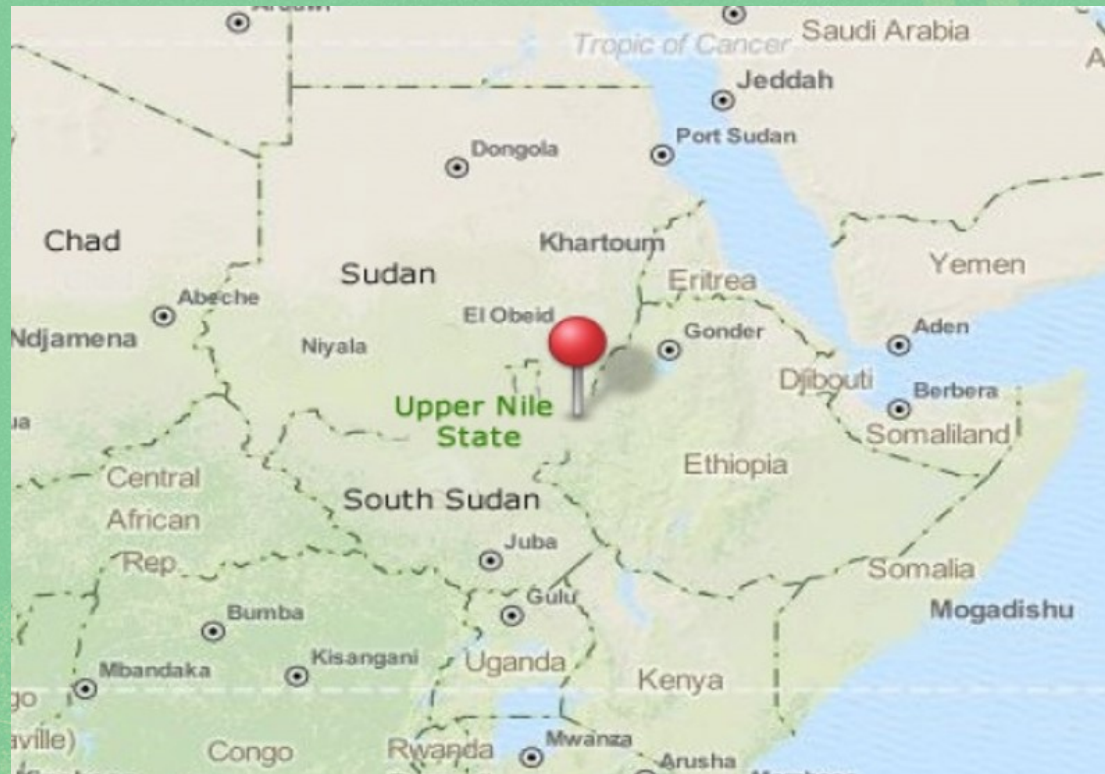 Tropic of Cancer
Saudi Arabia
Jeddah
Port Sudan
Dongola
Chad
Khartoum
Sudan
Eritrea
Yemen
Abeche
El Obeid
Ndjamena
Niyala
Gonder
Aden
Djibouti
Berbera
Upper Nile
State
Somaliland
Ethiopia
Central
African
Rep.
South Sudan
Juba
Somalia
Gulu
Mogadishu
Bumba
Mbandaka
Kisangani
Uganda
Kenya
Congo
Rwanda
Mwanza
Arusha